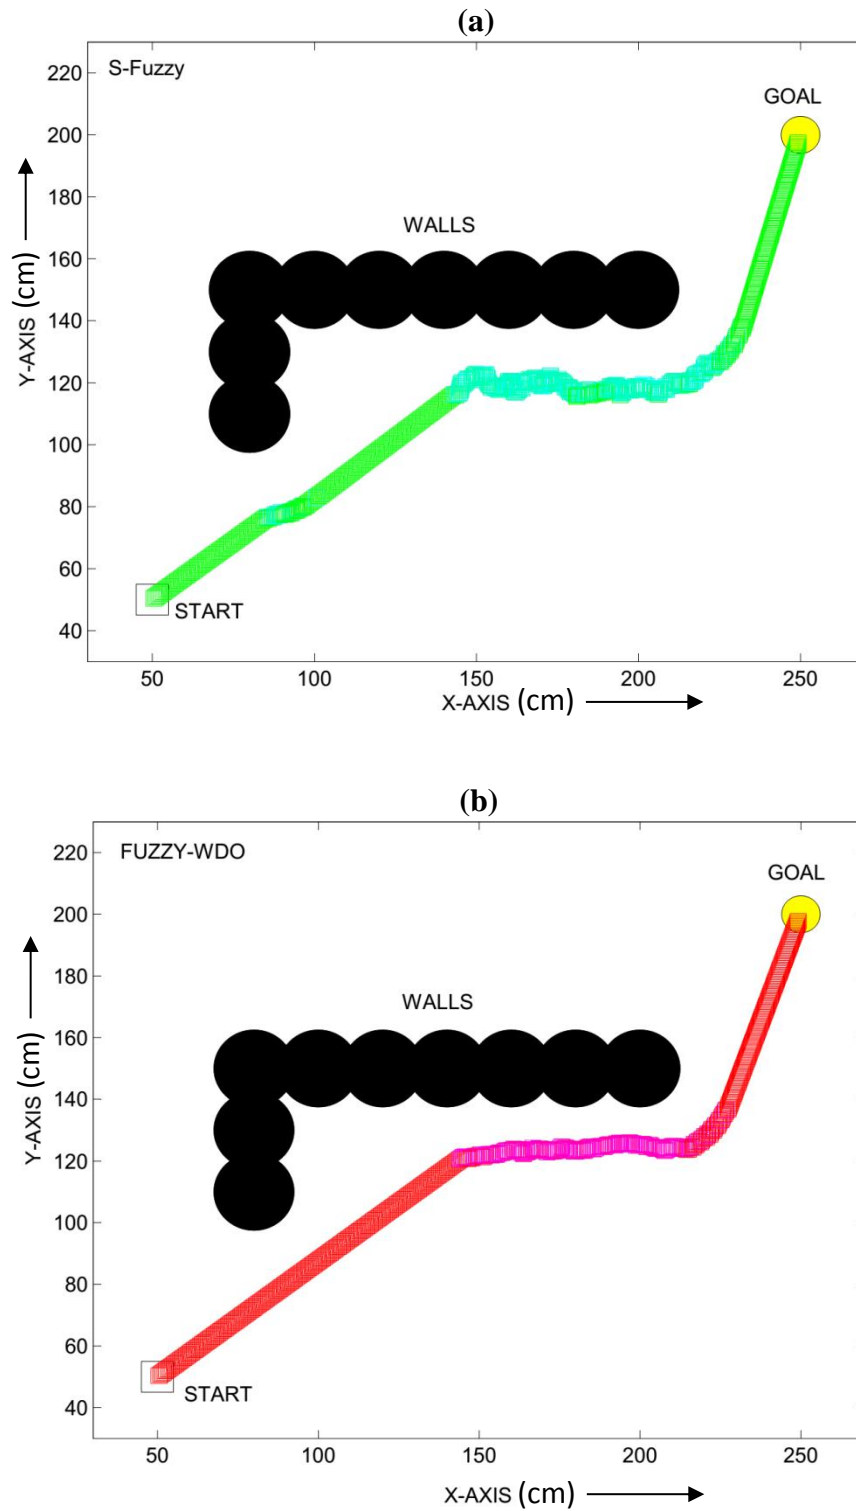 (a)
S-Fuzzy
GOAL
WALLS
START
220
200
180
160
140
120
100
80
60
40
Y-AXIS (cm)
50 100 150 200 250
X-AXIS (cm)
(b)
FUZZY-WDO
GOAL
WALLS
START
220
200
180
160
140
120
100
80
60
40
Y-AXIS (cm)
50 100 150 200 250
X-AXIS (cm)